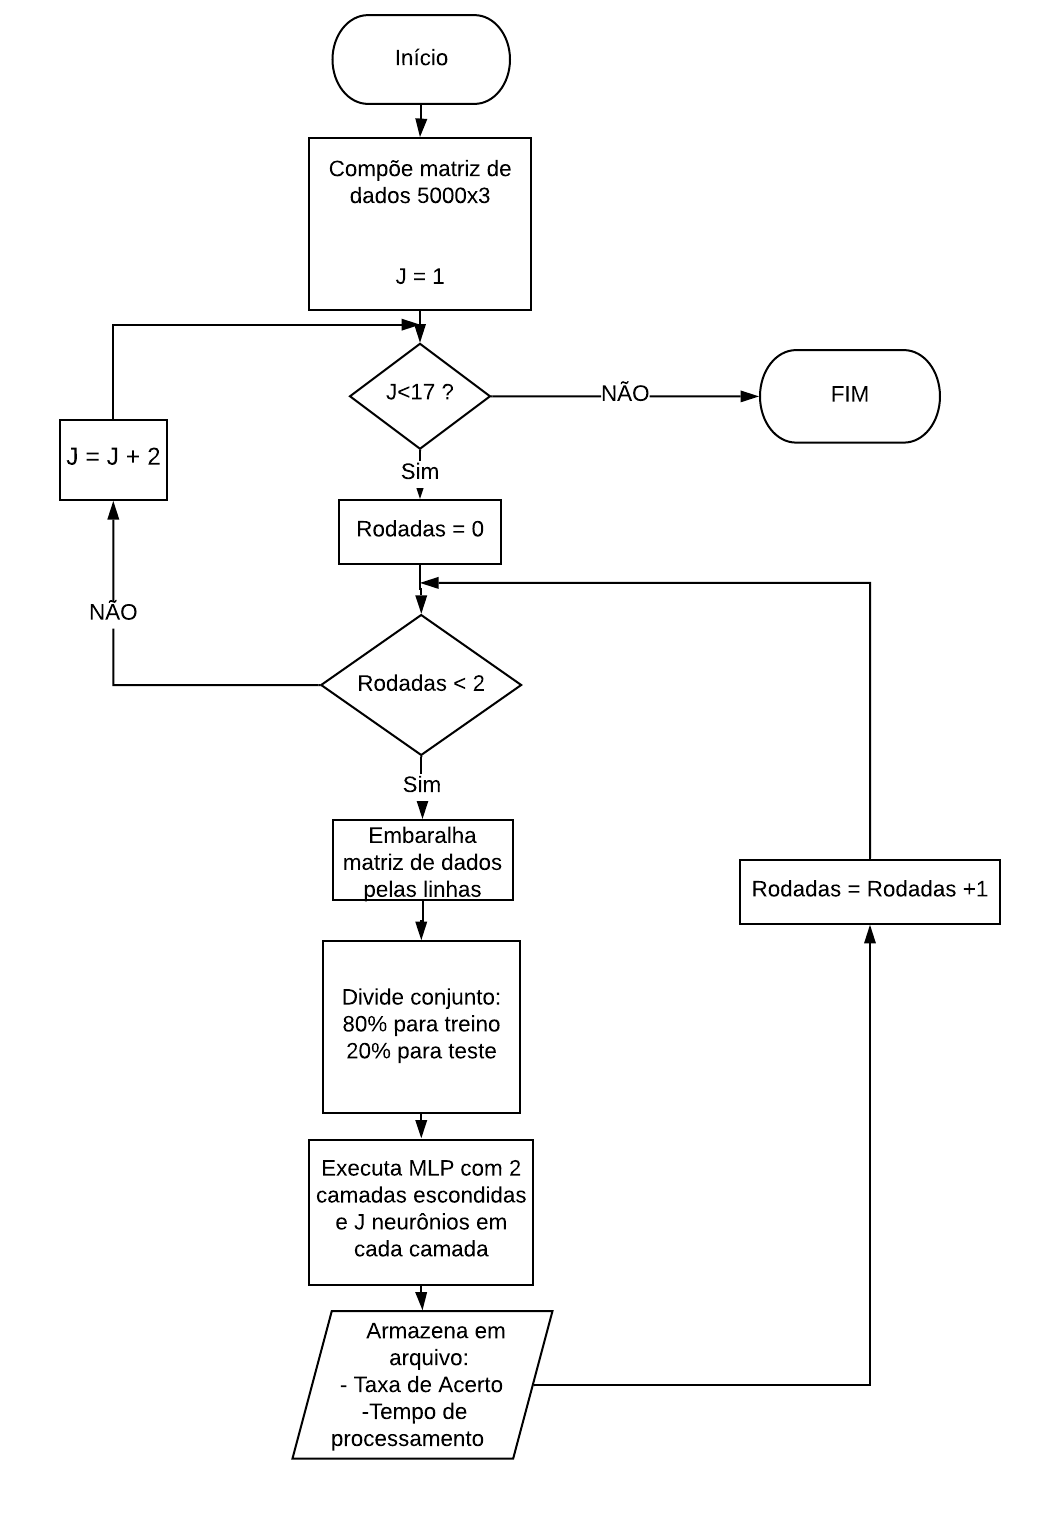 Início
Compõe matriz de
dados 5000x3
J = 1
J<17 ?
NÃO
FIM
J = J + 2
Sim
Rodadas = 0
NÃO
Rodadas < 2
Sim
Embaralha
matriz de dados
pelas linhas
Rodadas = Rodadas +1
Divide conjunto:
80% para treino
20% para teste
Executa MLP com 2
camadas escondidas
e J neurônios em
cada camada
Armazena em
arquivo:
- Taxa de Acerto
-Tempo de
processamento